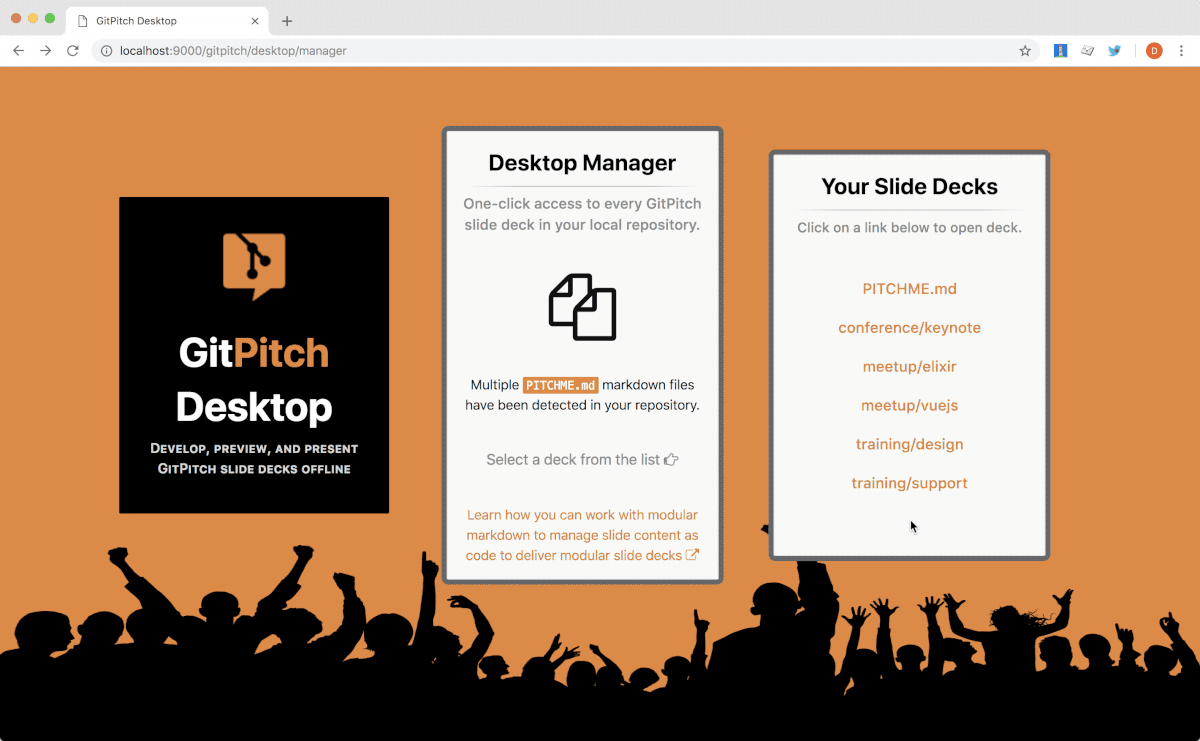 GitPitch Desktop
localhost:9000/gitpitch/desktop/manager
D
GitPitch
Desktop
Develop, preview, and present
GitPitch slide decks offline
Desktop Manager
One-click access to every GitPitch
slide deck in your local repository.
Multiple PITCHME.md markdown files
have been detected in your repository.
Select a deck from the list
Learn how you can work with modular
markdown to manage slide content as
code to deliver modular slide decks
Your Slide Decks
Click on a link below to open deck.
PITCHME.md
conference/keynote
meetup/elixir
meetup/vuejs
training/design
training/support